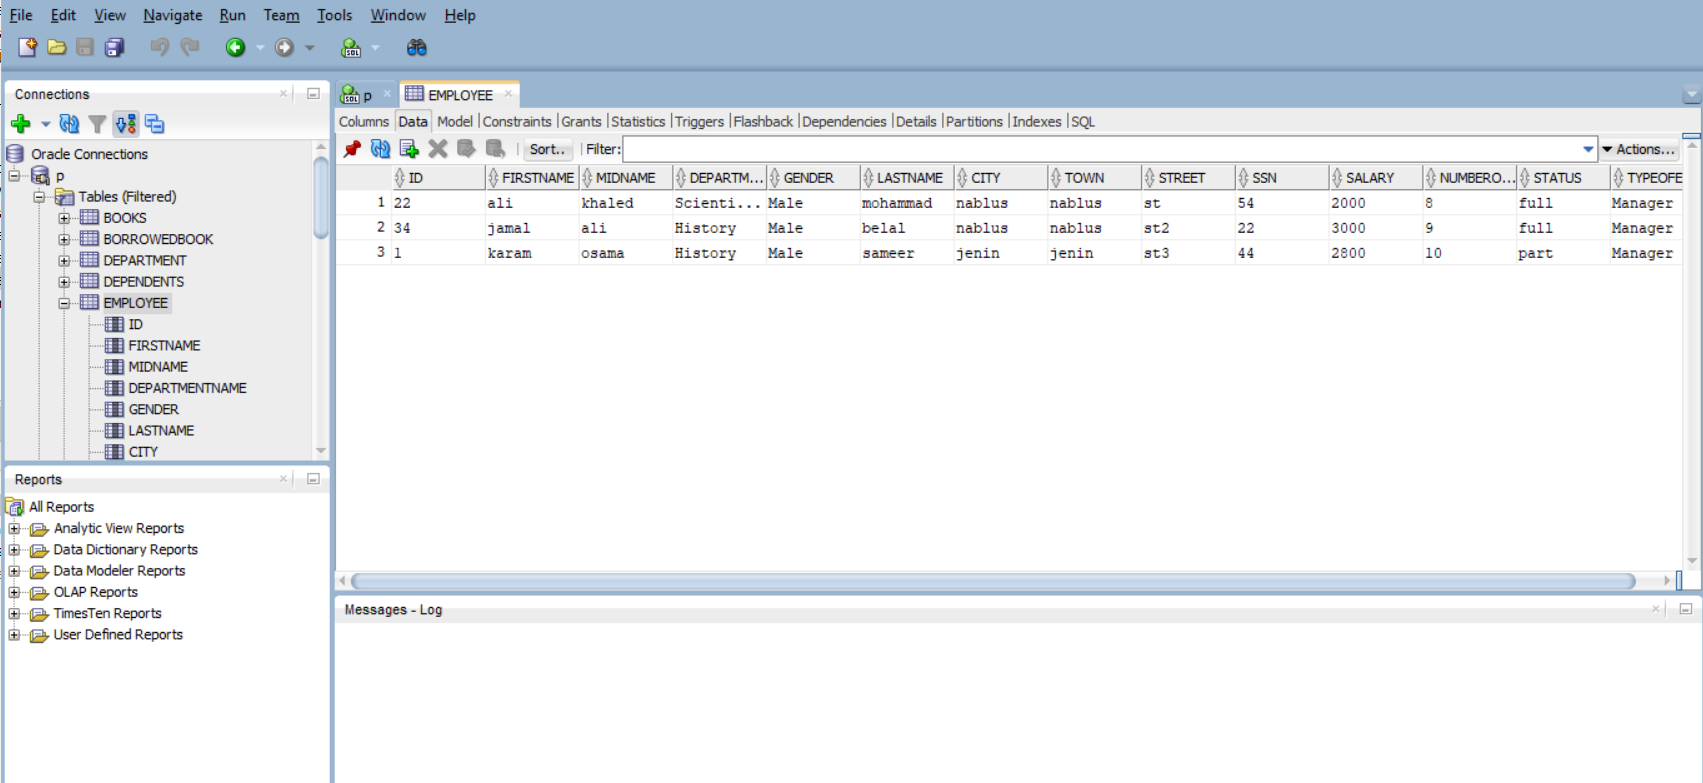 File Edit View Navigate Run Team Tools Window Help
SQL
Connections
Oracle Connections
p
Tables (Filtered)
BOOKS
BORROWEDBOOK
DEPARTMENT
DEPENDENTS
EMPLOYEE
ID
FIRSTNAME
MIDNAME
DEPARTMENTNAME
GENDER
LASTNAME
CITY
Reports
All Reports
Analytic View Reports
Data Dictionary Reports
Data Modeler Reports
OLAP Reports
TimesTen Reports
User Defined Reports
SQL p EMPLOYEE
Columns Data Model Constraints Grants Statistics Triggers Flashback Dependencies Details Partitions Indexes SQL
Sort.. Filter: Actions...
ID FIRSTNAME MIDNAME DEPARTM... GENDER LASTNAME CITY TOWN STREET SSN SALARY NUMBERO... STATUS TYPEOFE
1 22 ali khaled Scienti... Male mohammad nablus nablus st 54 2000 8 full Manager
2 34 jamal ali History Male belal nablus nablus st2 22 3000 9 full Manager
3 1 karam osama History Male sameer jenin jenin st3 44 2800 10 part Manager
Messages - Log